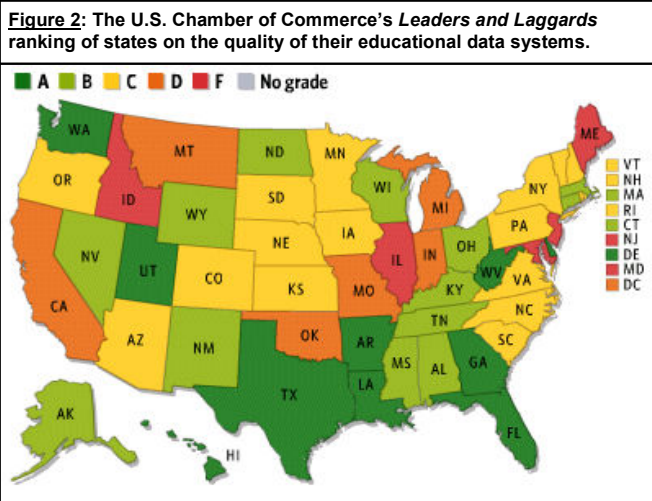 Figure 2: The U.S. Chamber of Commerce’s Leaders and Laggards
ranking of states on the quality of their educational data systems.
A B C D F No grade
WA
ME
MT
ND
MN
VT
OR
ID
WI
NY
NH
SD
MI
MA
WY
RI
IA
PA
CT
NE
NJ
NV
UT
IL
IN
OH
WV
DE
CO
VA
MD
CA
KS
MO
KY
DC
NC
TN
AZ
NM
OK
AR
SC
MS
AL
GA
LA
TX
AK
FL
HI